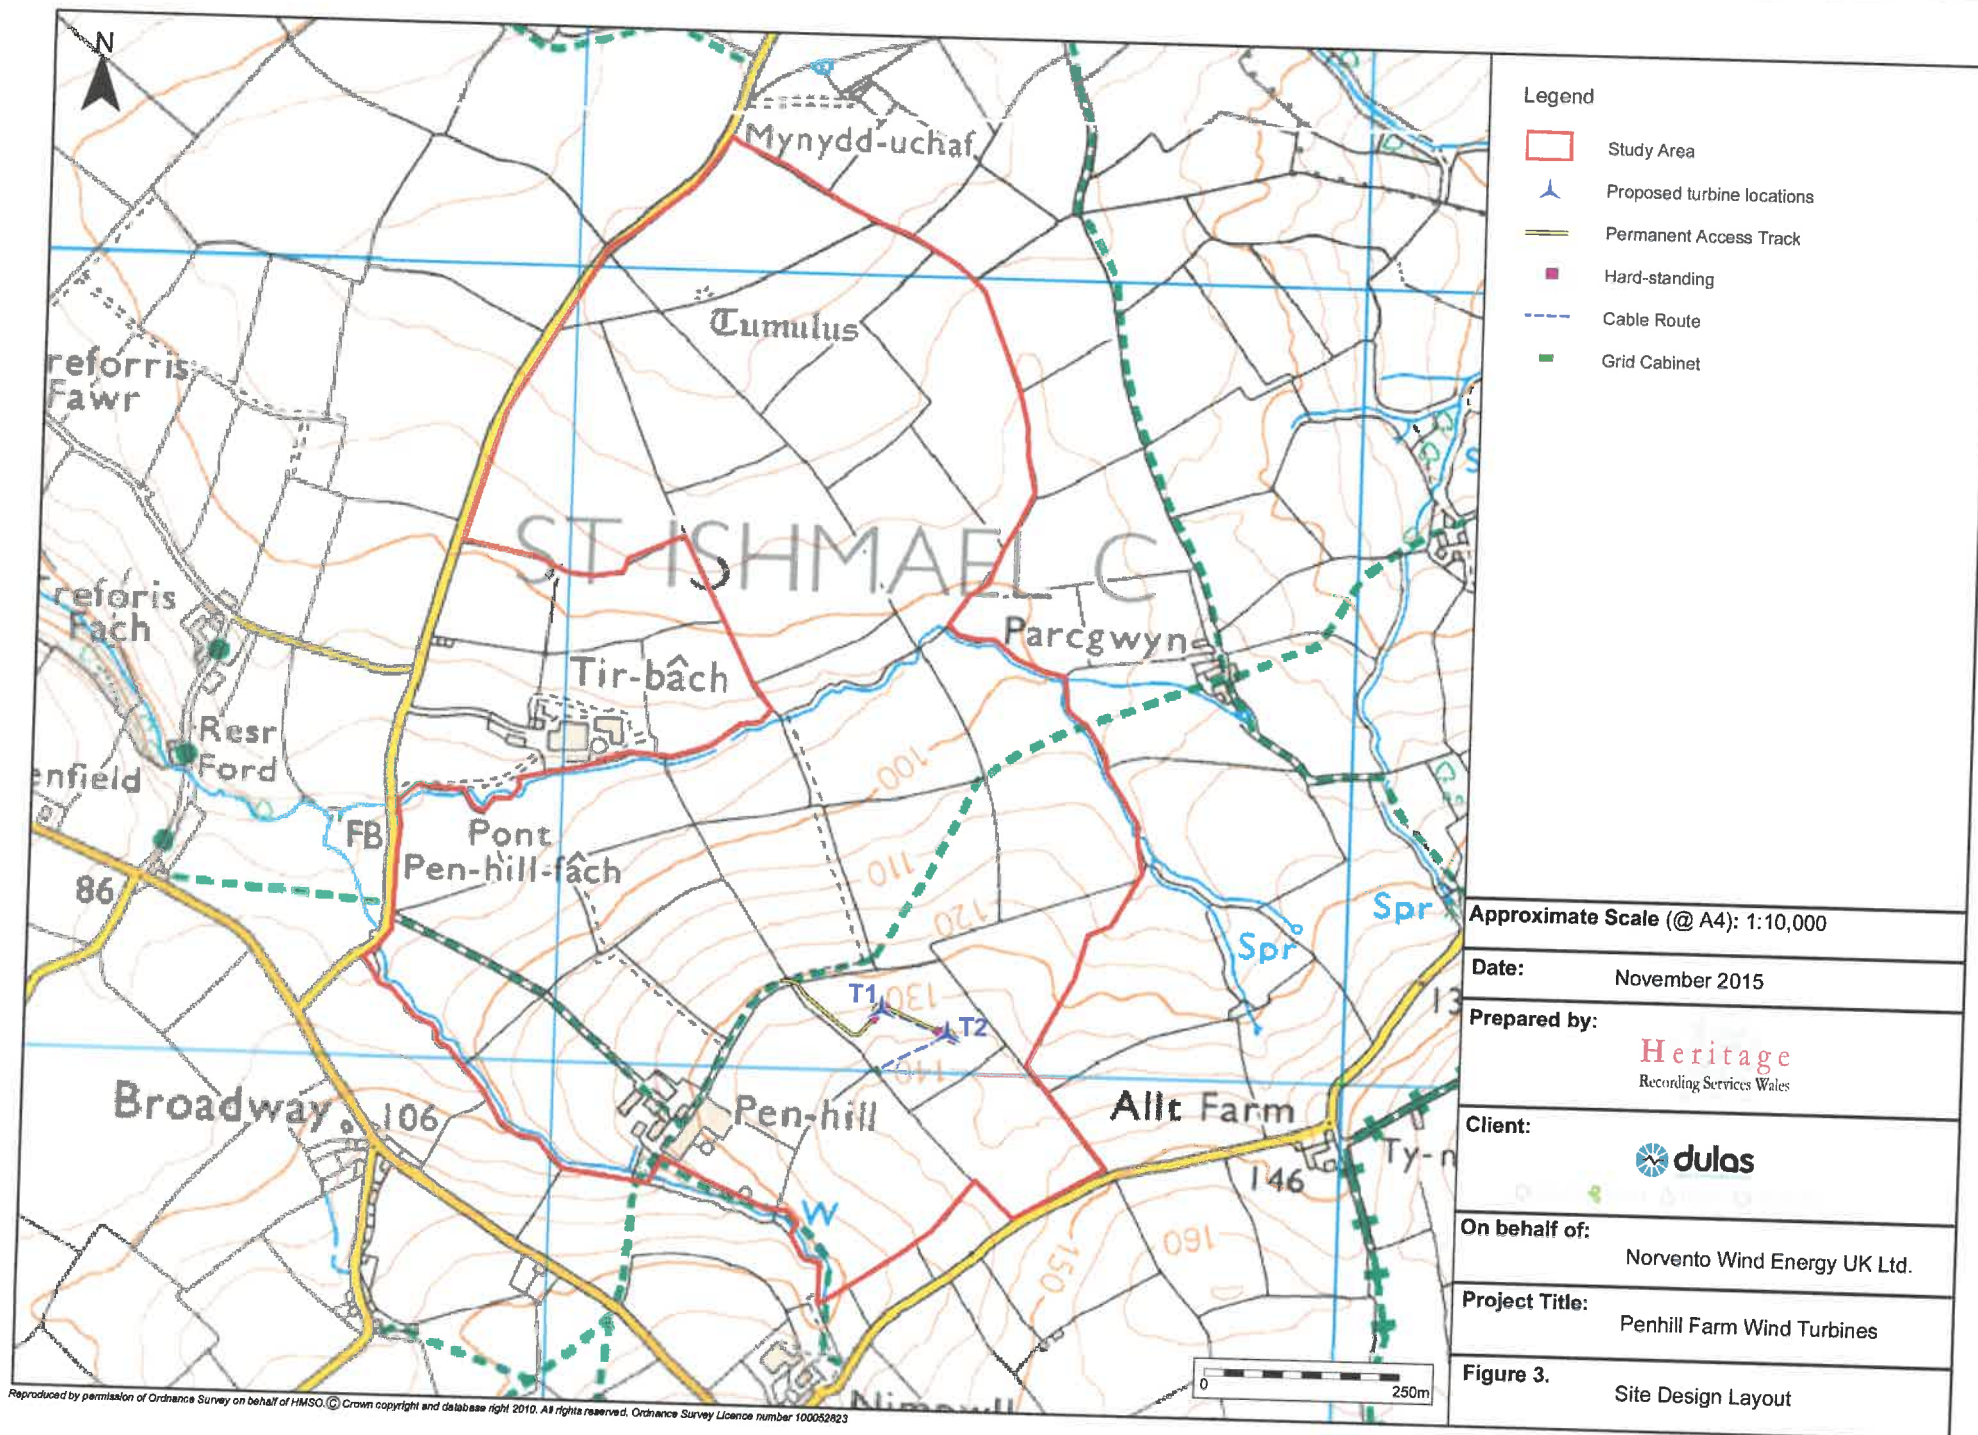 N
Mynydd-uchaf
Tumulus
reforris
Fawr
ST ISHMAEL C
reforis
Fach
Parcgwyn
Tir-bâch
Resr
Ford
enfield
100
FB
Pont
Pen-hill-fâch
110
86
120
Spr
Spr
S
T1
130
T2
13
140
Broadway
106
Pen-hill
Allt Farm
Ty-n
146
W
150
160
0
250m
Reproduced by permission of Ordnance Survey on behalf of HMSO. © Crown copyright and database right 2010. All rights reserved. Ordnance Survey Licence number 100052823
Legend
Study Area
Proposed turbine locations
Permanent Access Track
Hard-standing
Cable Route
Grid Cabinet
Approximate Scale (@ A4): 1:10,000
Date: November 2015
Prepared by:
Heritage
Recording Services Wales
Client:
dulas
On behalf of:
Norvento Wind Energy UK Ltd.
Project Title:
Penhill Farm Wind Turbines
Figure 3.
Site Design Layout